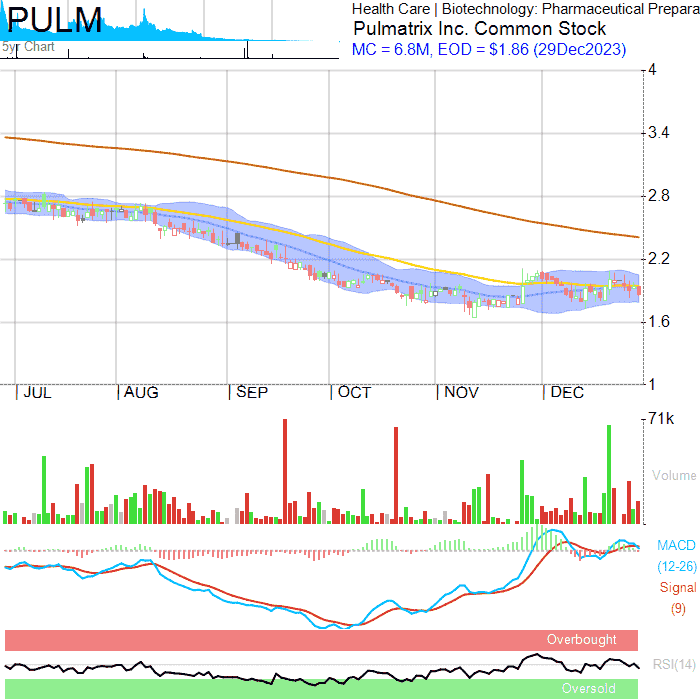 PULM
5yr Chart
Health Care | Biotechnology: Pharmaceutical Prepara
Pulmatrix Inc. Common Stock
MC = 6.8M, EOD = $1.86 (29Dec2023)
4
3.4
2.8
2.2
1.6
1
JUL AUG SEP OCT NOV DEC
71k
Volume
MACD
(12-26)
Signal
(9)
Overbought
RSI(14)
Oversold